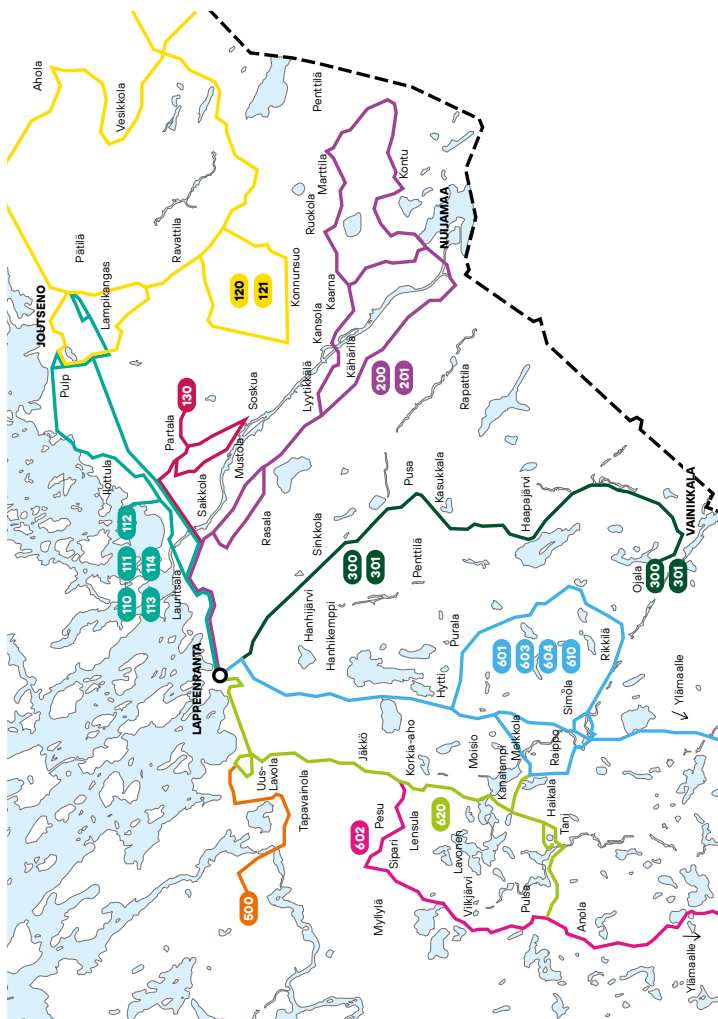 Ahola
Vesikkola
Penttilä
Pätilä
Ravattila
Lampikangas
JOUTSENO
Pulp
120
121
Konnunsuo
Ruokola
Marttila
Kontu
NUIJAMAA
Kansola
Kaarna
Lyytikkälä
Kähärilä
200
201
Rapattila
130
Partala
Soskua
Mustola
Saikkola
Rasala
Ilottula
112
110
111
113
114
Lauritsala
LAPPEENRANTA
Sinkkola
Pusa
Kasukkala
Haapajärvi
VAINIKKALA
300
301
Penttilä
Hanhijärvi
Hanhikemppi
Ojala
300
301
Purala
Hytti
601
603
604
610
Rikkilä
Simola
Ylämaalle
Jäkkö
Korkia-aho
Moisio
Melkkola
Kanalampi
Raippo
Haikala
Tani
Uus-
Lavola
Tapavainola
500
602
Pesu
Sipari
Lensula
620
Lavonen
Vilkjärvi
Myllylä
Pulsa
Anola
Ylämaalle